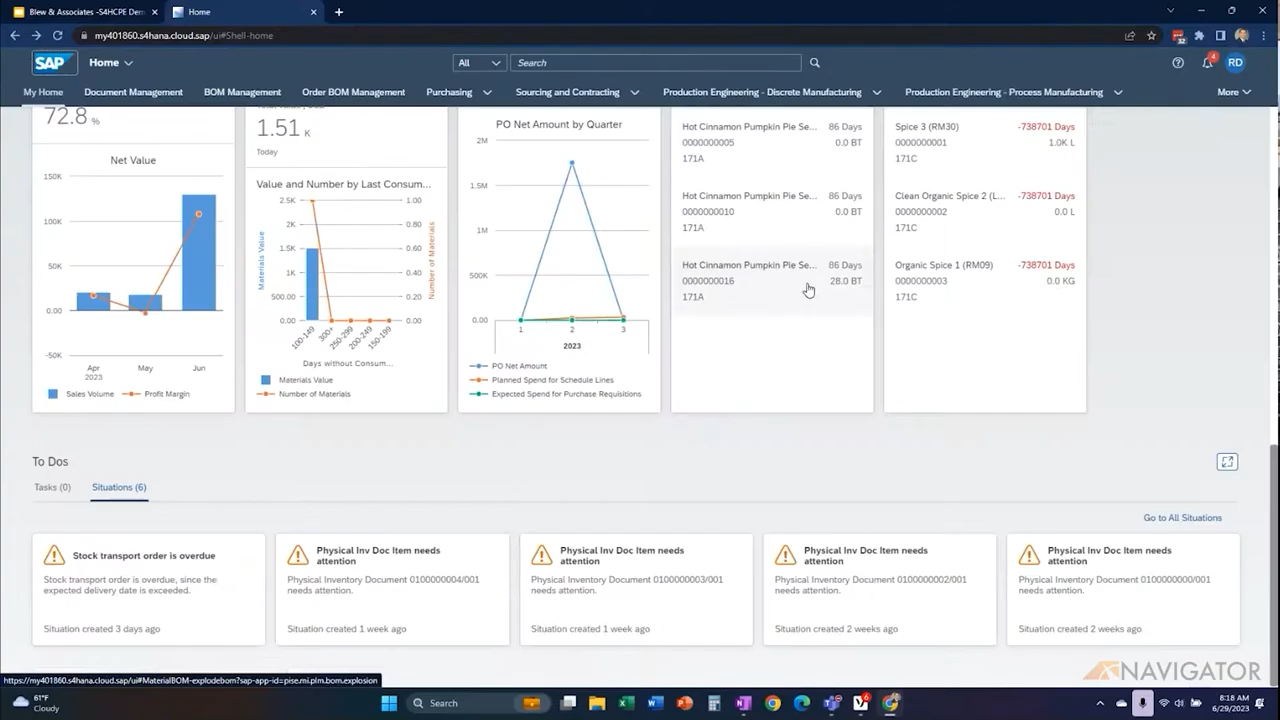 Blew & Associates -S4HCPE Dem
Home
my401860.s4hana.cloud.sap/ui#Shell-home
SAP
Home
All
Search
4
RD
My Home
Document Management
BOM Management
Order BOM Management
Purchasing
Sourcing and Contracting
Production Engineering - Discrete Manufacturing
Production Engineering - Process Manufacturing
More
72.8 %
Net Value
150K
100K
50K
0.00
-50K
Apr
May
Jun
2023
Sales Volume
Profit Margin
1.51 K
Today
Value and Number by Last Consum...
Materials Value
2.5K
2K
1.5K
1K
500.00
0.00
1.00
0.80
0.60
0.40
0.20
0.00
Number of Materials
100-149
300+
250-299
200-249
150-199
Days without Consum...
Materials Value
Number of Materials
PO Net Amount by Quarter
2M
1.5M
1M
500K
0.00
1
2
3
2023
PO Net Amount
Planned Spend for Schedule Lines
Expected Spend for Purchase Requisitions
Hot Cinnamon Pumpkin Pie Se... 86 Days
0000000005 0.0 BT
171A
Hot Cinnamon Pumpkin Pie Se... 86 Days
0000000010 0.0 BT
171A
Hot Cinnamon Pumpkin Pie Se... 86 Days
0000000016 28.0 BT
171A
Spice 3 (RM30) -738701 Days
0000000001 1.0K L
171C
Clean Organic Spice 2 (L... -738701 Days
0000000002 0.0 L
171C
Organic Spice 1 (RM09) -738701 Days
0000000003 0.0 KG
171C
To Dos
Tasks (0)
Situations (6)
Go to All Situations
Stock transport order is overdue
Stock transport order is overdue, since the
expected delivery date is exceeded.
Situation created 3 days ago
Physical Inv Doc Item needs
attention
Physical Inventory Document 0100000004/001
needs attention.
Situation created 1 week ago
Physical Inv Doc Item needs
attention
Physical Inventory Document 0100000003/001
needs attention.
Situation created 1 week ago
Physical Inv Doc Item needs
attention
Physical Inventory Document 0100000002/001
needs attention.
Situation created 2 weeks ago
Physical Inv Doc Item needs
attention
Physical Inventory Document 0100000000/001
needs attention.
Situation created 2 weeks ago
https://my401860.s4hana.cloud.sap/ui#MaterialBOM-explodebom?sap-app-id=pise.mi.plm.bom.explosion
NAVIGATOR
61°F
Cloudy
Search
8:18 AM
6/29/2023